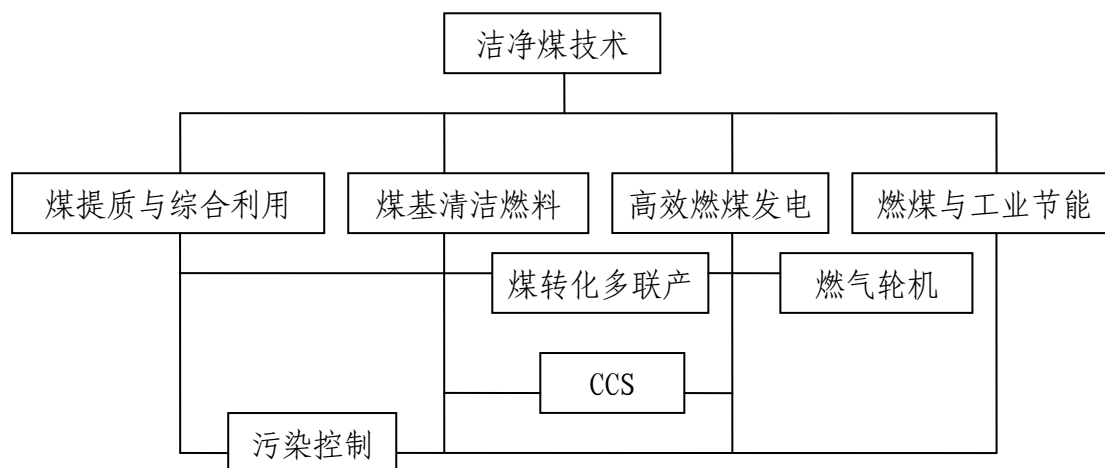 洁净煤技术
煤提质与综合利用
煤基清洁燃料
高效燃煤发电
燃煤与工业节能
煤转化多联产
燃气轮机
CCS
污染控制